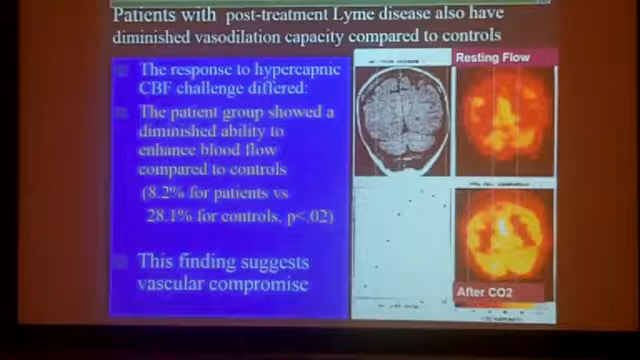 Patients with post-treatment Lyme disease also have
diminished vasodilation capacity compared to controls
The response to hypercapnic
CBF challenge differed:
The patient group showed a
diminished ability to
enhance blood flow
compared to controls
(8.2% for patients vs
28.1% for controls, p<.02)
This finding suggests
vascular compromise
Resting Flow
After CO2